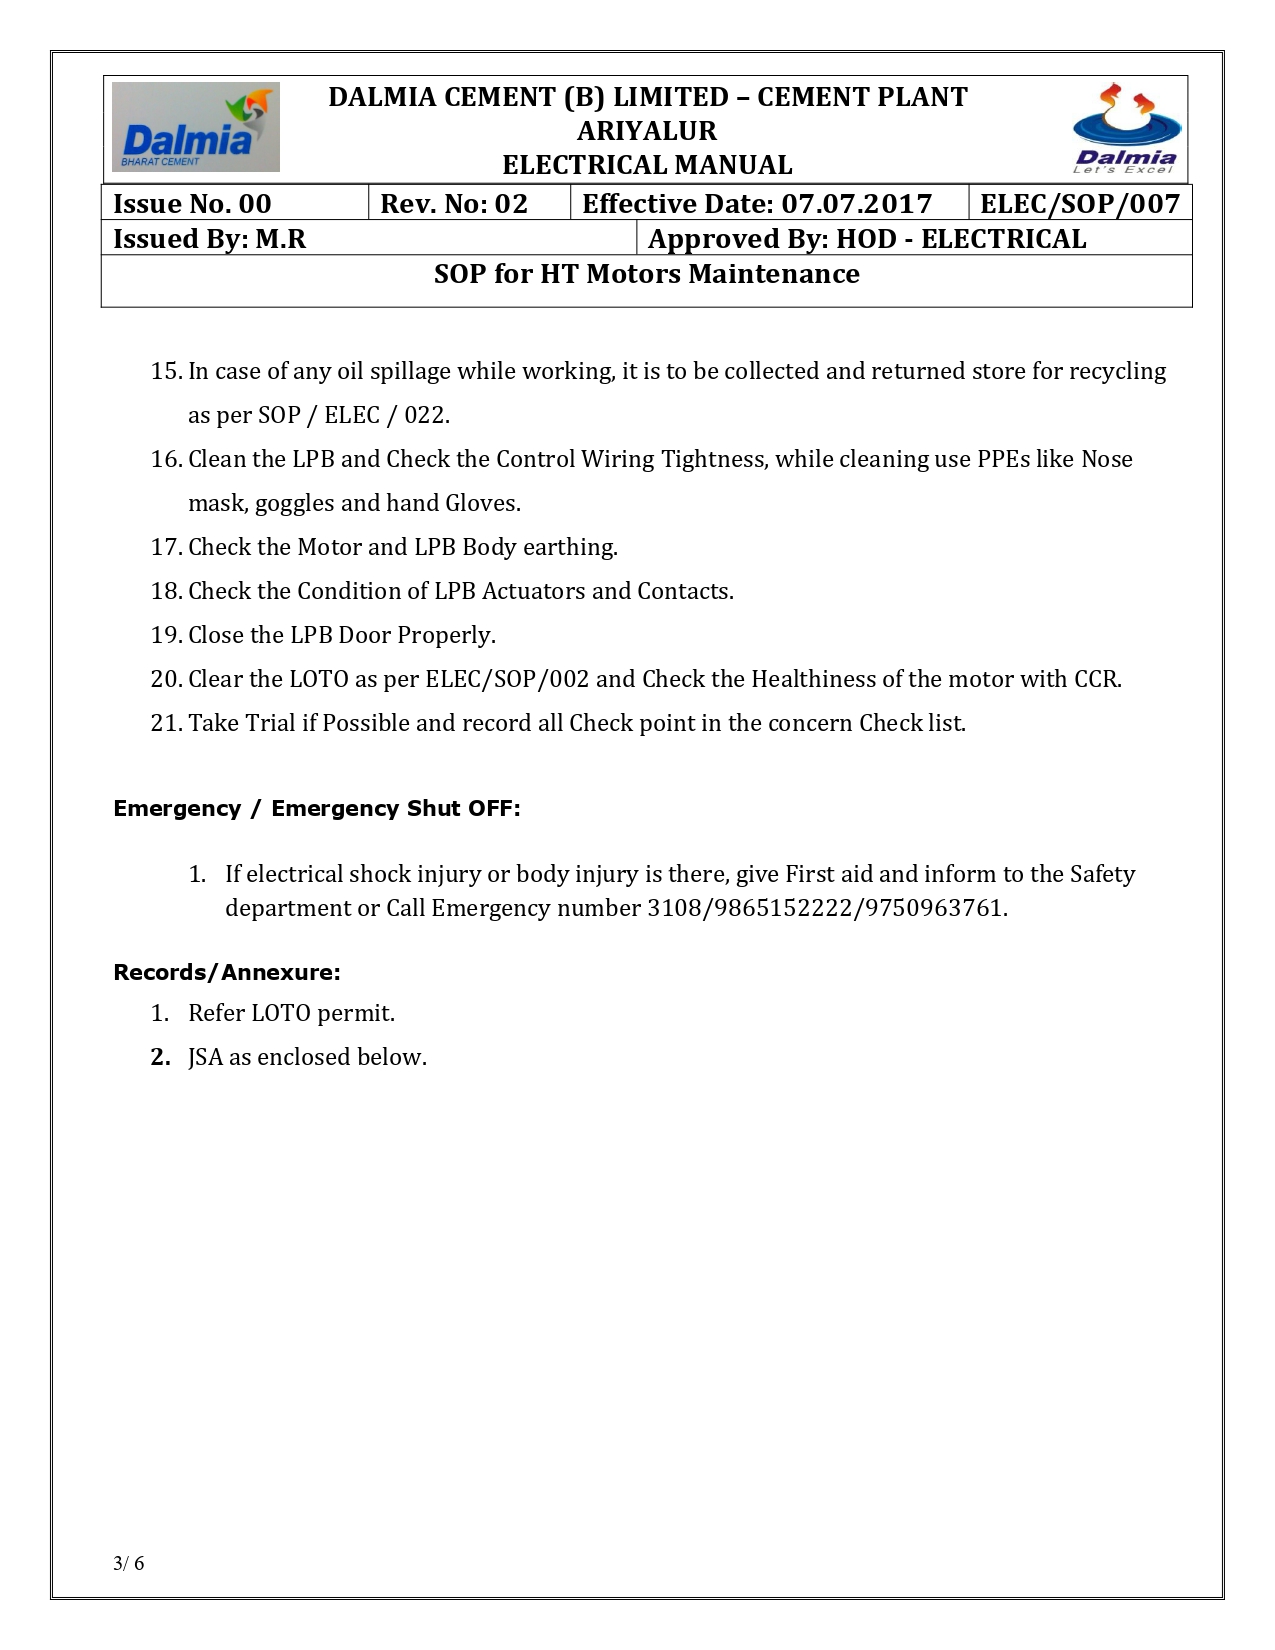 Dalmia
BHARAT CEMENT
DALMIA CEMENT (B) LIMITED – CEMENT PLANT
ARIYALUR
ELECTRICAL MANUAL
Dalmia
Let's Excel
Issue No. 00 Rev. No: 02 Effective Date: 07.07.2017 ELEC/SOP/007
Issued By: M.R Approved By: HOD - ELECTRICAL
SOP for HT Motors Maintenance
15. In case of any oil spillage while working, it is to be collected and returned store for recycling
as per SOP / ELEC / 022.
16. Clean the LPB and Check the Control Wiring Tightness, while cleaning use PPEs like Nose
mask, goggles and hand Gloves.
17. Check the Motor and LPB Body earthing.
18. Check the Condition of LPB Actuators and Contacts.
19. Close the LPB Door Properly.
20. Clear the LOTO as per ELEC/SOP/002 and Check the Healthiness of the motor with CCR.
21. Take Trial if Possible and record all Check point in the concern Check list.
Emergency / Emergency Shut OFF:
1. If electrical shock injury or body injury is there, give First aid and inform to the Safety
department or Call Emergency number 3108/9865152222/9750963761.
Records/Annexure:
1. Refer LOTO permit.
2. JSA as enclosed below.
3/ 6